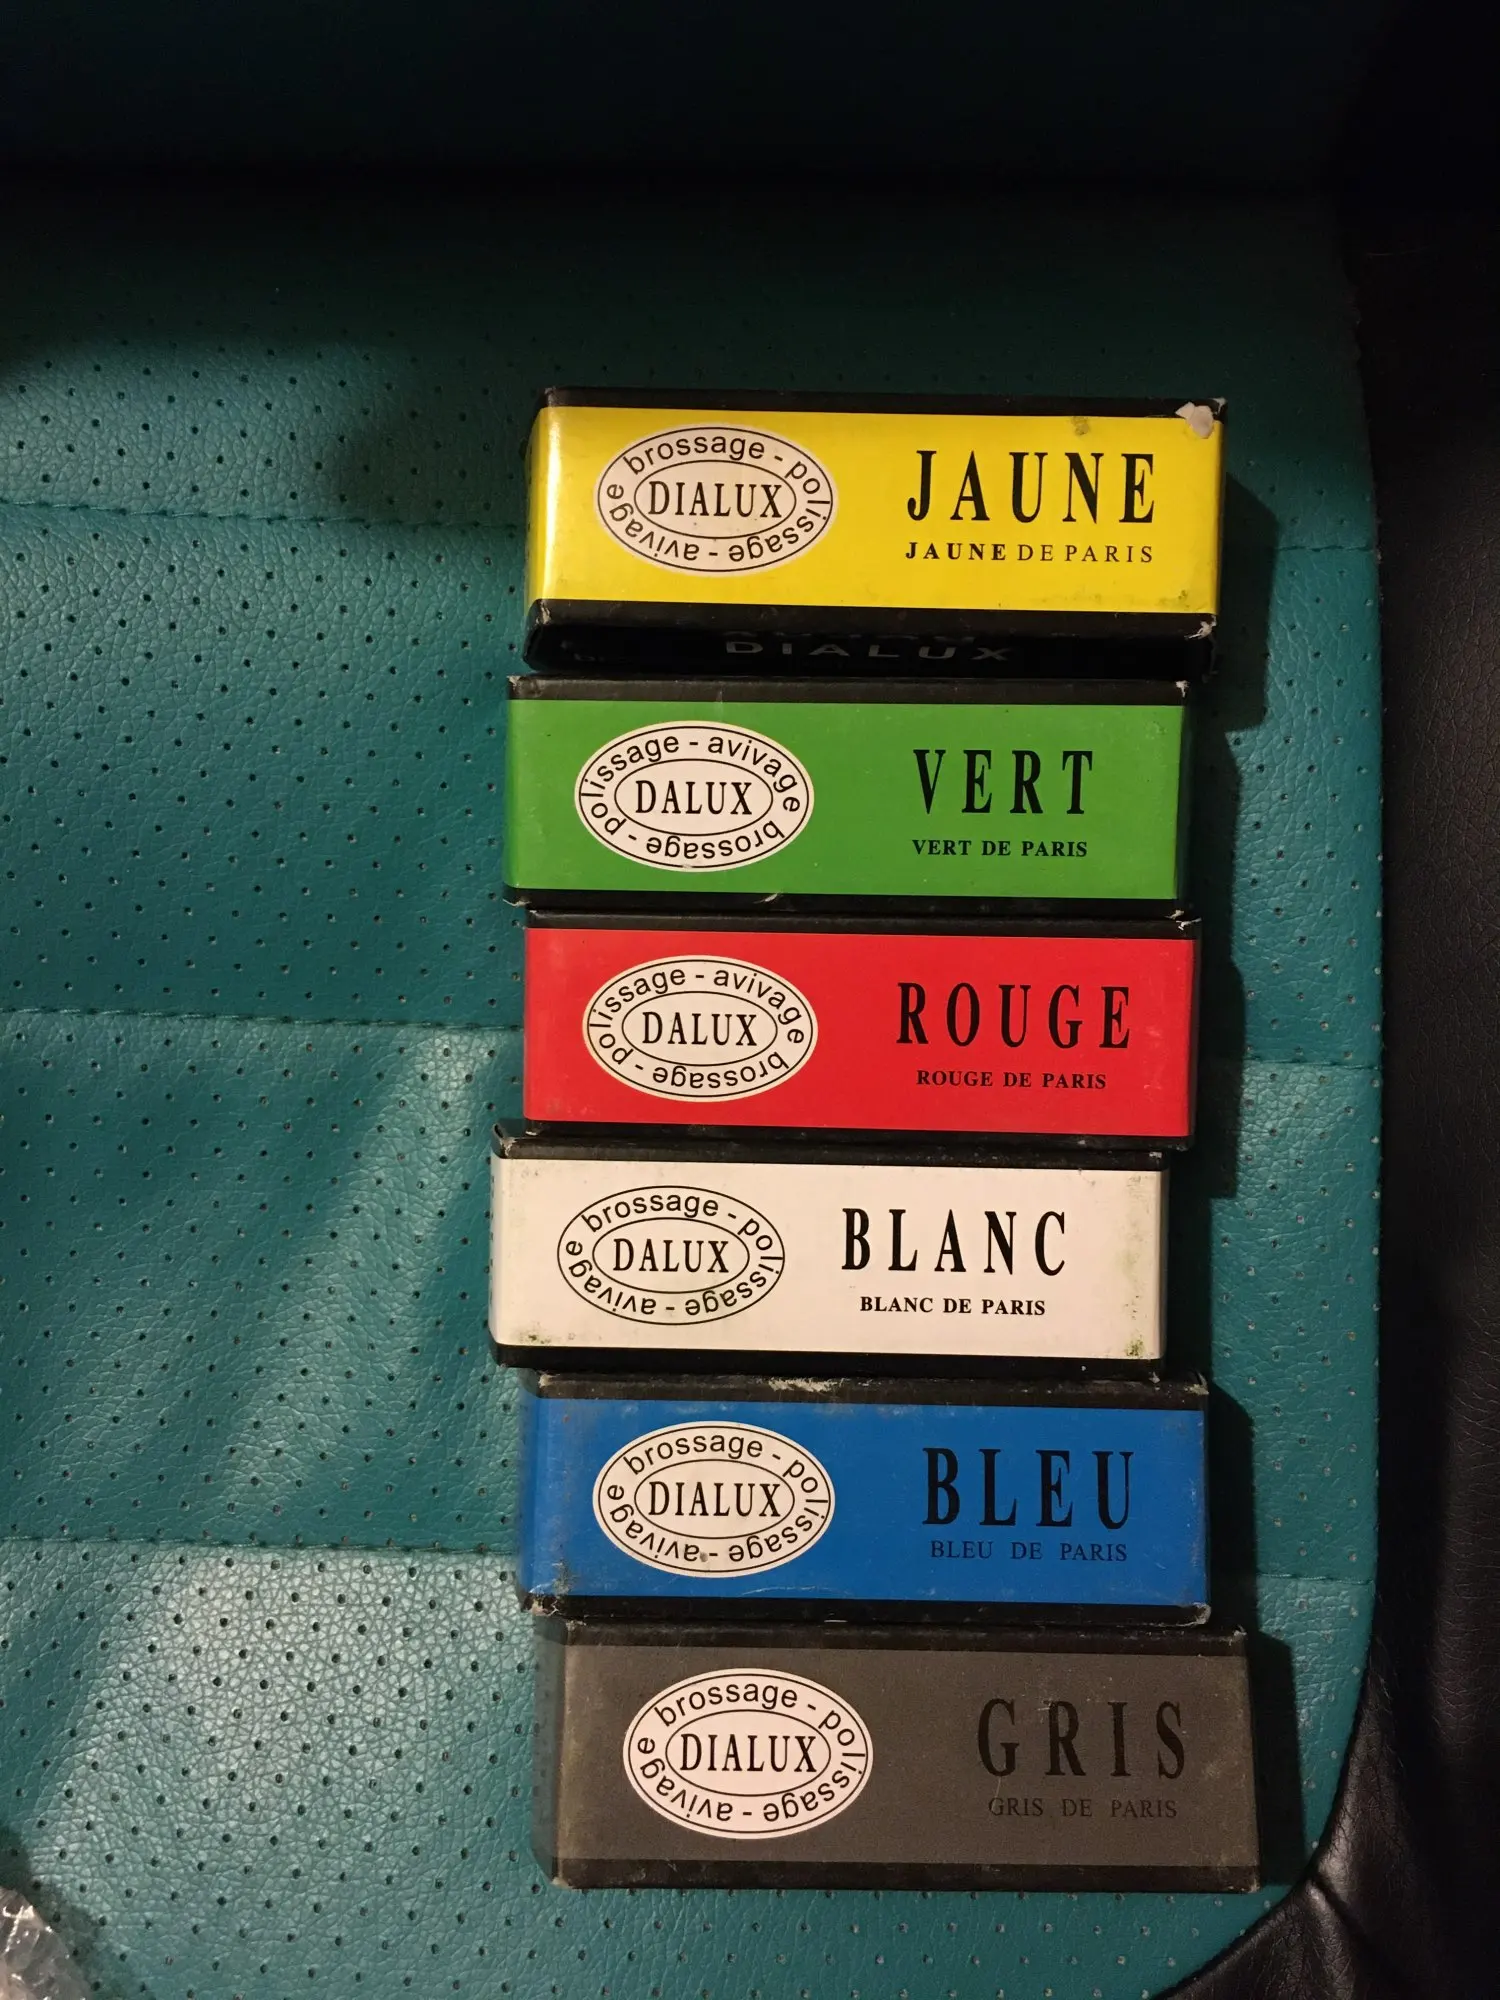 brossage - polissage - avivage
DIALUX
JAUNE
JAUNE DE PARIS
DIALUX
polissage - avivage brossage -
DALUX
VERT
VERT DE PARIS
polissage - avivage brossage -
DALUX
ROUGE
ROUGE DE PARIS
brossage - polissage - avivage
DALUX
BLANC
BLANC DE PARIS
brossage - polissage - avivage
DIALUX
BLEU
BLEU DE PARIS
brossage - polissage - avivage
DIALUX
GRIS
GRIS DE PARIS